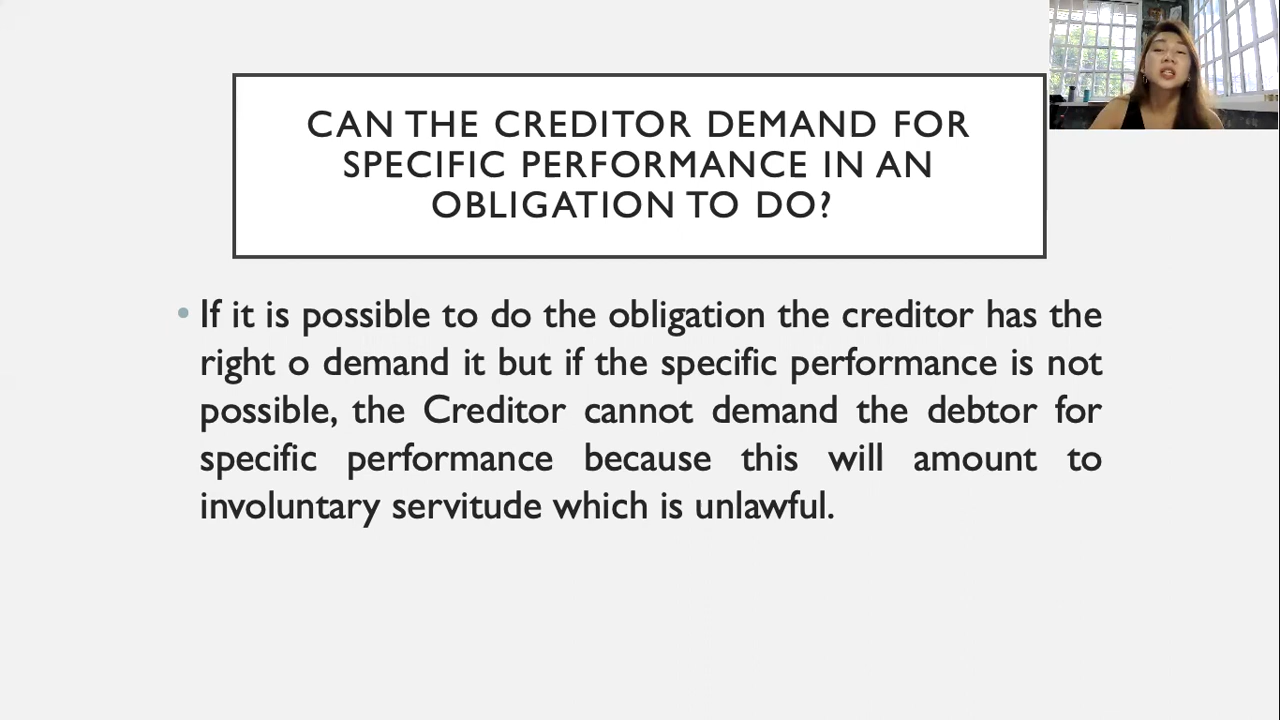 CAN THE CREDITOR DEMAND FOR
SPECIFIC PERFORMANCE IN AN
OBLIGATION TO DO?
• If it is possible to do the obligation the creditor has the
right o demand it but if the specific performance is not
possible, the Creditor cannot demand the debtor for
specific performance because this will amount to
involuntary servitude which is unlawful.